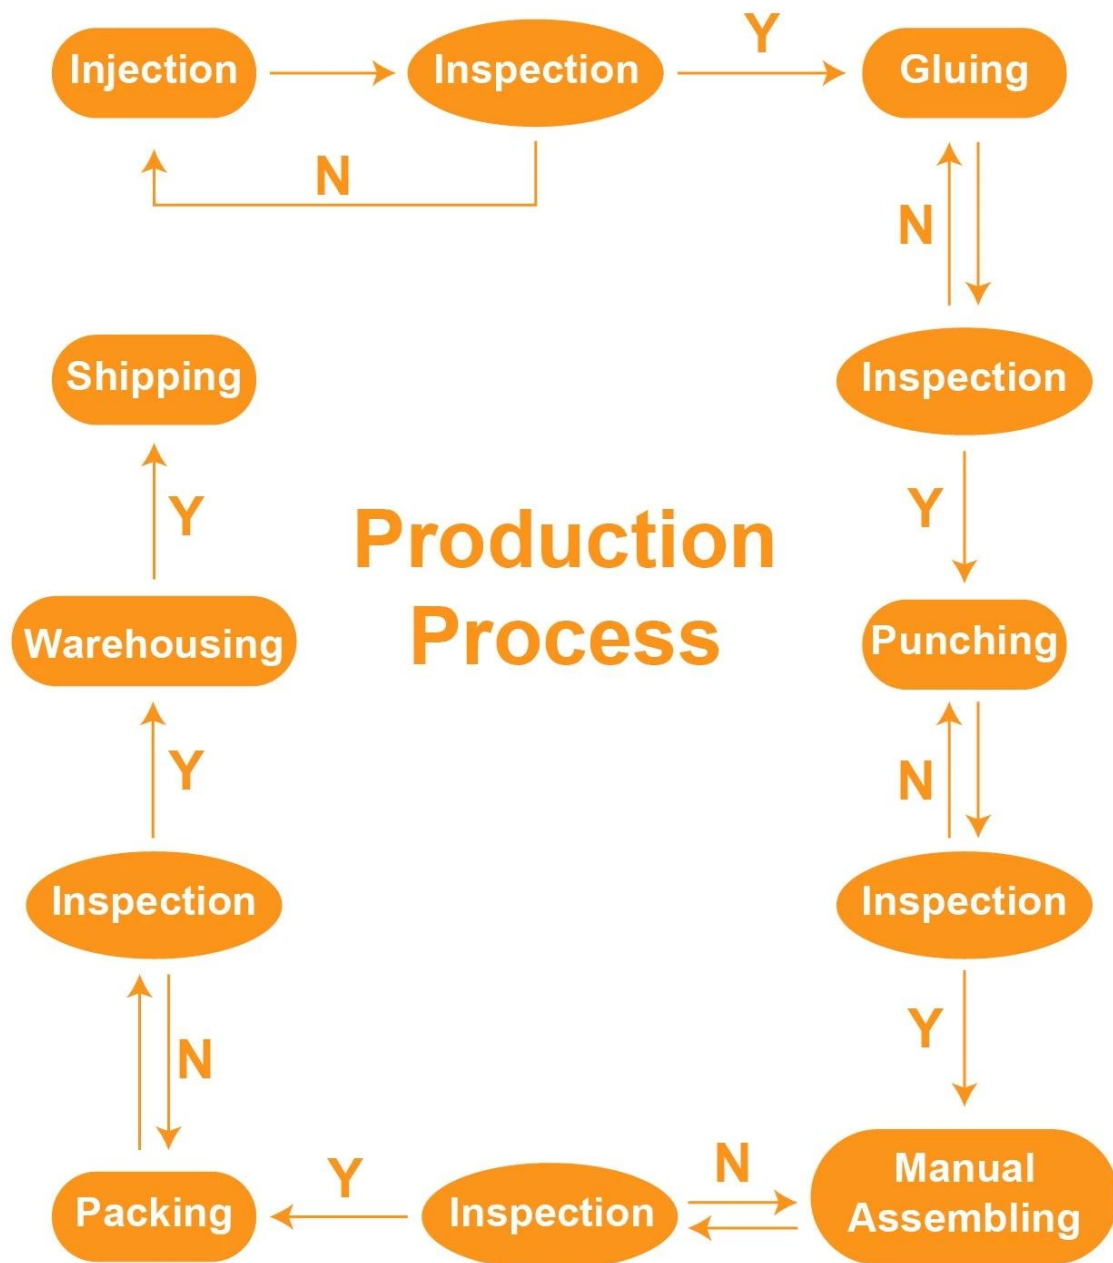 Injection
Inspection
Y
Gluing
N
N
Inspection
Y
Punching
N
Inspection
Y
Manual
Assembling
N
Inspection
Y
Packing
N
Inspection
Y
Warehousing
Y
Shipping
Production
Process